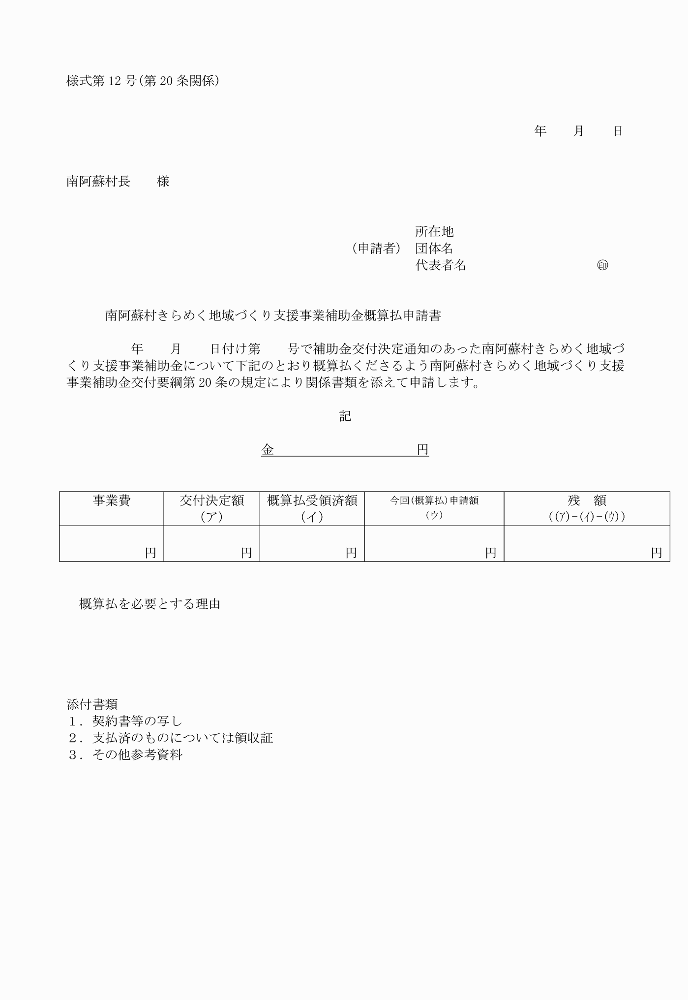 様式第 12 号（第 20 条関係）
年　　月　　日
南阿蘇村長　　様
所在地
（申請者）　団体名
代表者名　　　　　　　　　　㊞
南阿蘇村きらめく地域づくり支援事業補助金概算払申請書
年　　月　　日付け第　　号で補助金交付決定通知のあった南阿蘇村きらめく地域づ
くり支援事業補助金について下記のとおり概算払くださるよう南阿蘇村きらめく地域づくり支援
事業補助金交付要綱第 20 条の規定により関係書類を添えて申請します。
記
金　　　　　　　　　　　円
事業費　交付決定額　概算払受領済額　今回（概算払）申請額　残　額
（ア）　（イ）　（ウ）　（(ｱ)－(ｲ)－(ｳ)）
円　円　円　円　円
概算払を必要とする理由
添付書類
１．契約書等の写し
２．支払済のものについては領収証
３．その他参考資料